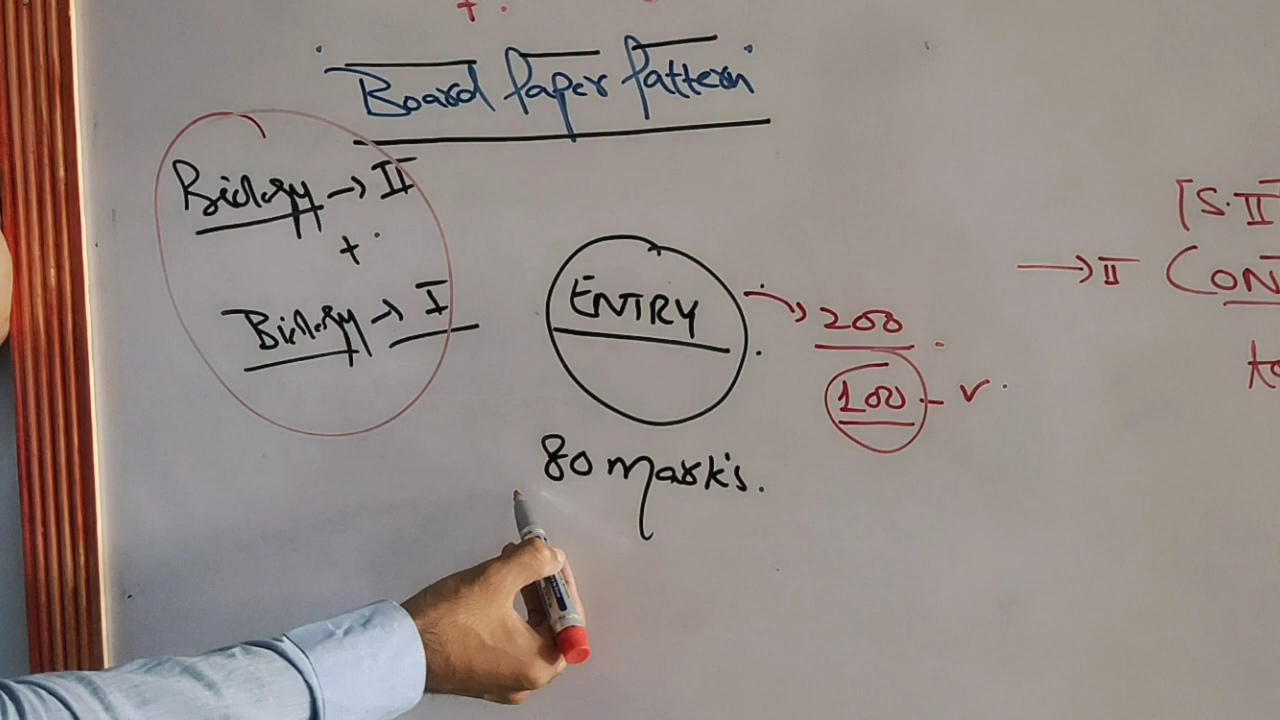 Board Paper Pattern
Biology → II
+
Biology → I
ENTRY → 200
100 - v
80 marks.
[S.II
→ II CON